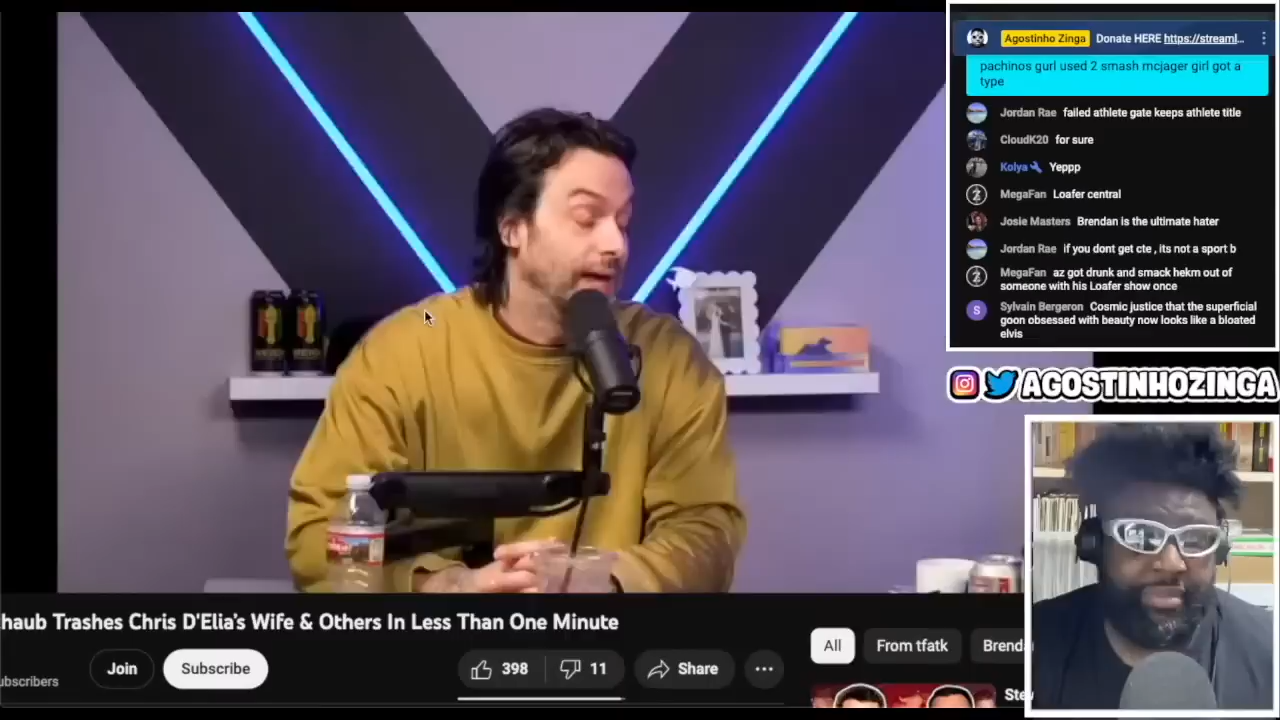 Agostinho Zinga Donate HERE https://streaml...
pachinos gurl used 2 smash mcjager girl got a
type
Jordan Rae failed athlete gate keeps athlete title
CloudK20 for sure
Kolya Yeppp
MegaFan Loafer central
Josie Masters Brendan is the ultimate hater
Jordan Rae if you dont get cte , its not a sport b
MegaFan az got drunk and smack hekm out of
someone with his Loafer show once
Sylvain Bergeron Cosmic justice that the superficial
goon obsessed with beauty now looks like a bloated
elvis
AGOSTINHOZINGA
haub Trashes Chris D'Elia's Wife & Others In Less Than One Minute
ubscribers
Join
Subscribe
398
11
Share
All
From tfatk
Brend
Ste